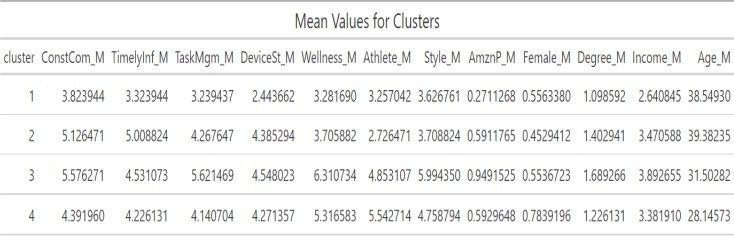 Mean Values for Clusters
cluster ConstCom_M TimelyInf_M TaskMgm_M DeviceSt_M Wellness_M Athlete_M Style_M AmznP_M Female_M Degree_M Income_M Age_M
1 3.823944 3.323944 3.239437 2.443662 3.281690 3.257042 3.626761 0.2711268 0.5563380 1.098592 2.640845 38.54930
2 5.126471 5.008824 4.267647 4.385294 3.705882 2.726471 3.708824 0.5911765 0.4529412 1.402941 3.470588 39.38235
3 5.576271 4.531073 5.621469 4.548023 6.310734 4.853107 5.994350 0.9491525 0.5536723 1.689266 3.892655 31.50282
4 4.391960 4.226131 4.140704 4.271357 5.316583 5.542714 4.758794 0.5929648 0.7839196 1.226131 3.381910 28.14573